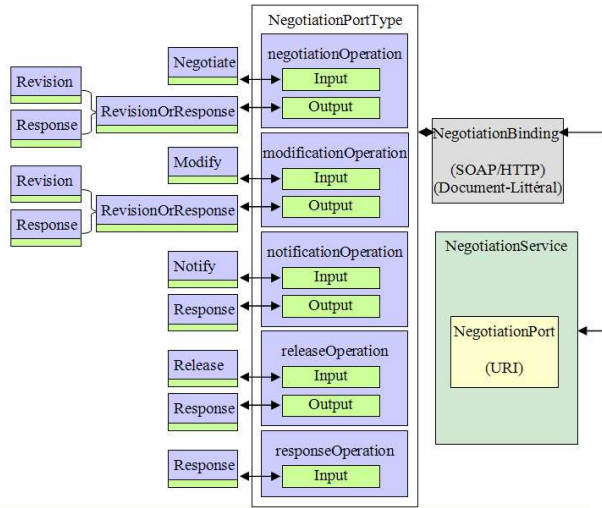 NegotiationPortType
negotiationOperation
Negotiate
Input
Revision
RevisionOrResponse
Output
Response
modificationOperation
Modify
Input
Revision
RevisionOrResponse
Output
Response
notificationOperation
Notify
Input
Response
Output
releaseOperation
Release
Input
Response
Output
responseOperation
Response
Input
NegotiationBinding
(SOAP/HTTP)
(Document-Littéral)
NegotiationService
NegotiationPort
(URI)